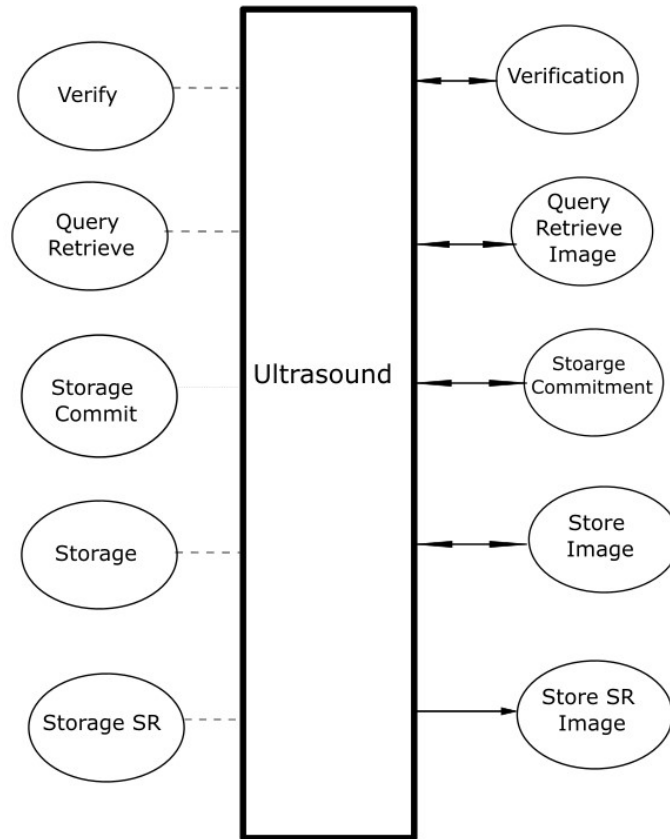 Verify
Verification
Query
Retrieve
Query
Retrieve
Image
Ultrasound
Storage
Commit
Stoarge
Commitment
Storage
Store
Image
Storage SR
Store SR
Image